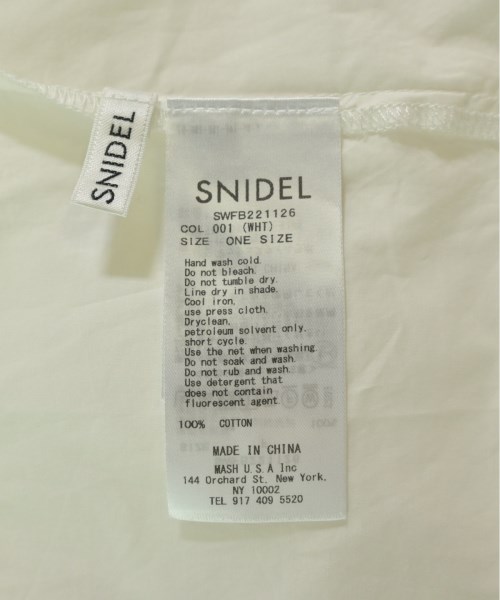 SNIDEL
SNIDEL
SWFB221126
COL 001 (WHT)
SIZE ONE SIZE
Hand wash cold.
Do not bleach.
Do not tumble dry.
Line dry in shade.
Cool iron,
use press cloth.
Dryclean,
petroleum solvent only.
short cycle.
Use the net when washing.
Do not soak and wash.
Do not rub and wash.
Use detergent that
does not contain
fluorescent agent.
100% COTTON
MADE IN CHINA
MASH U.S.A Inc
144 Orchard St. New York,
NY 10002
TEL 917 409 5520